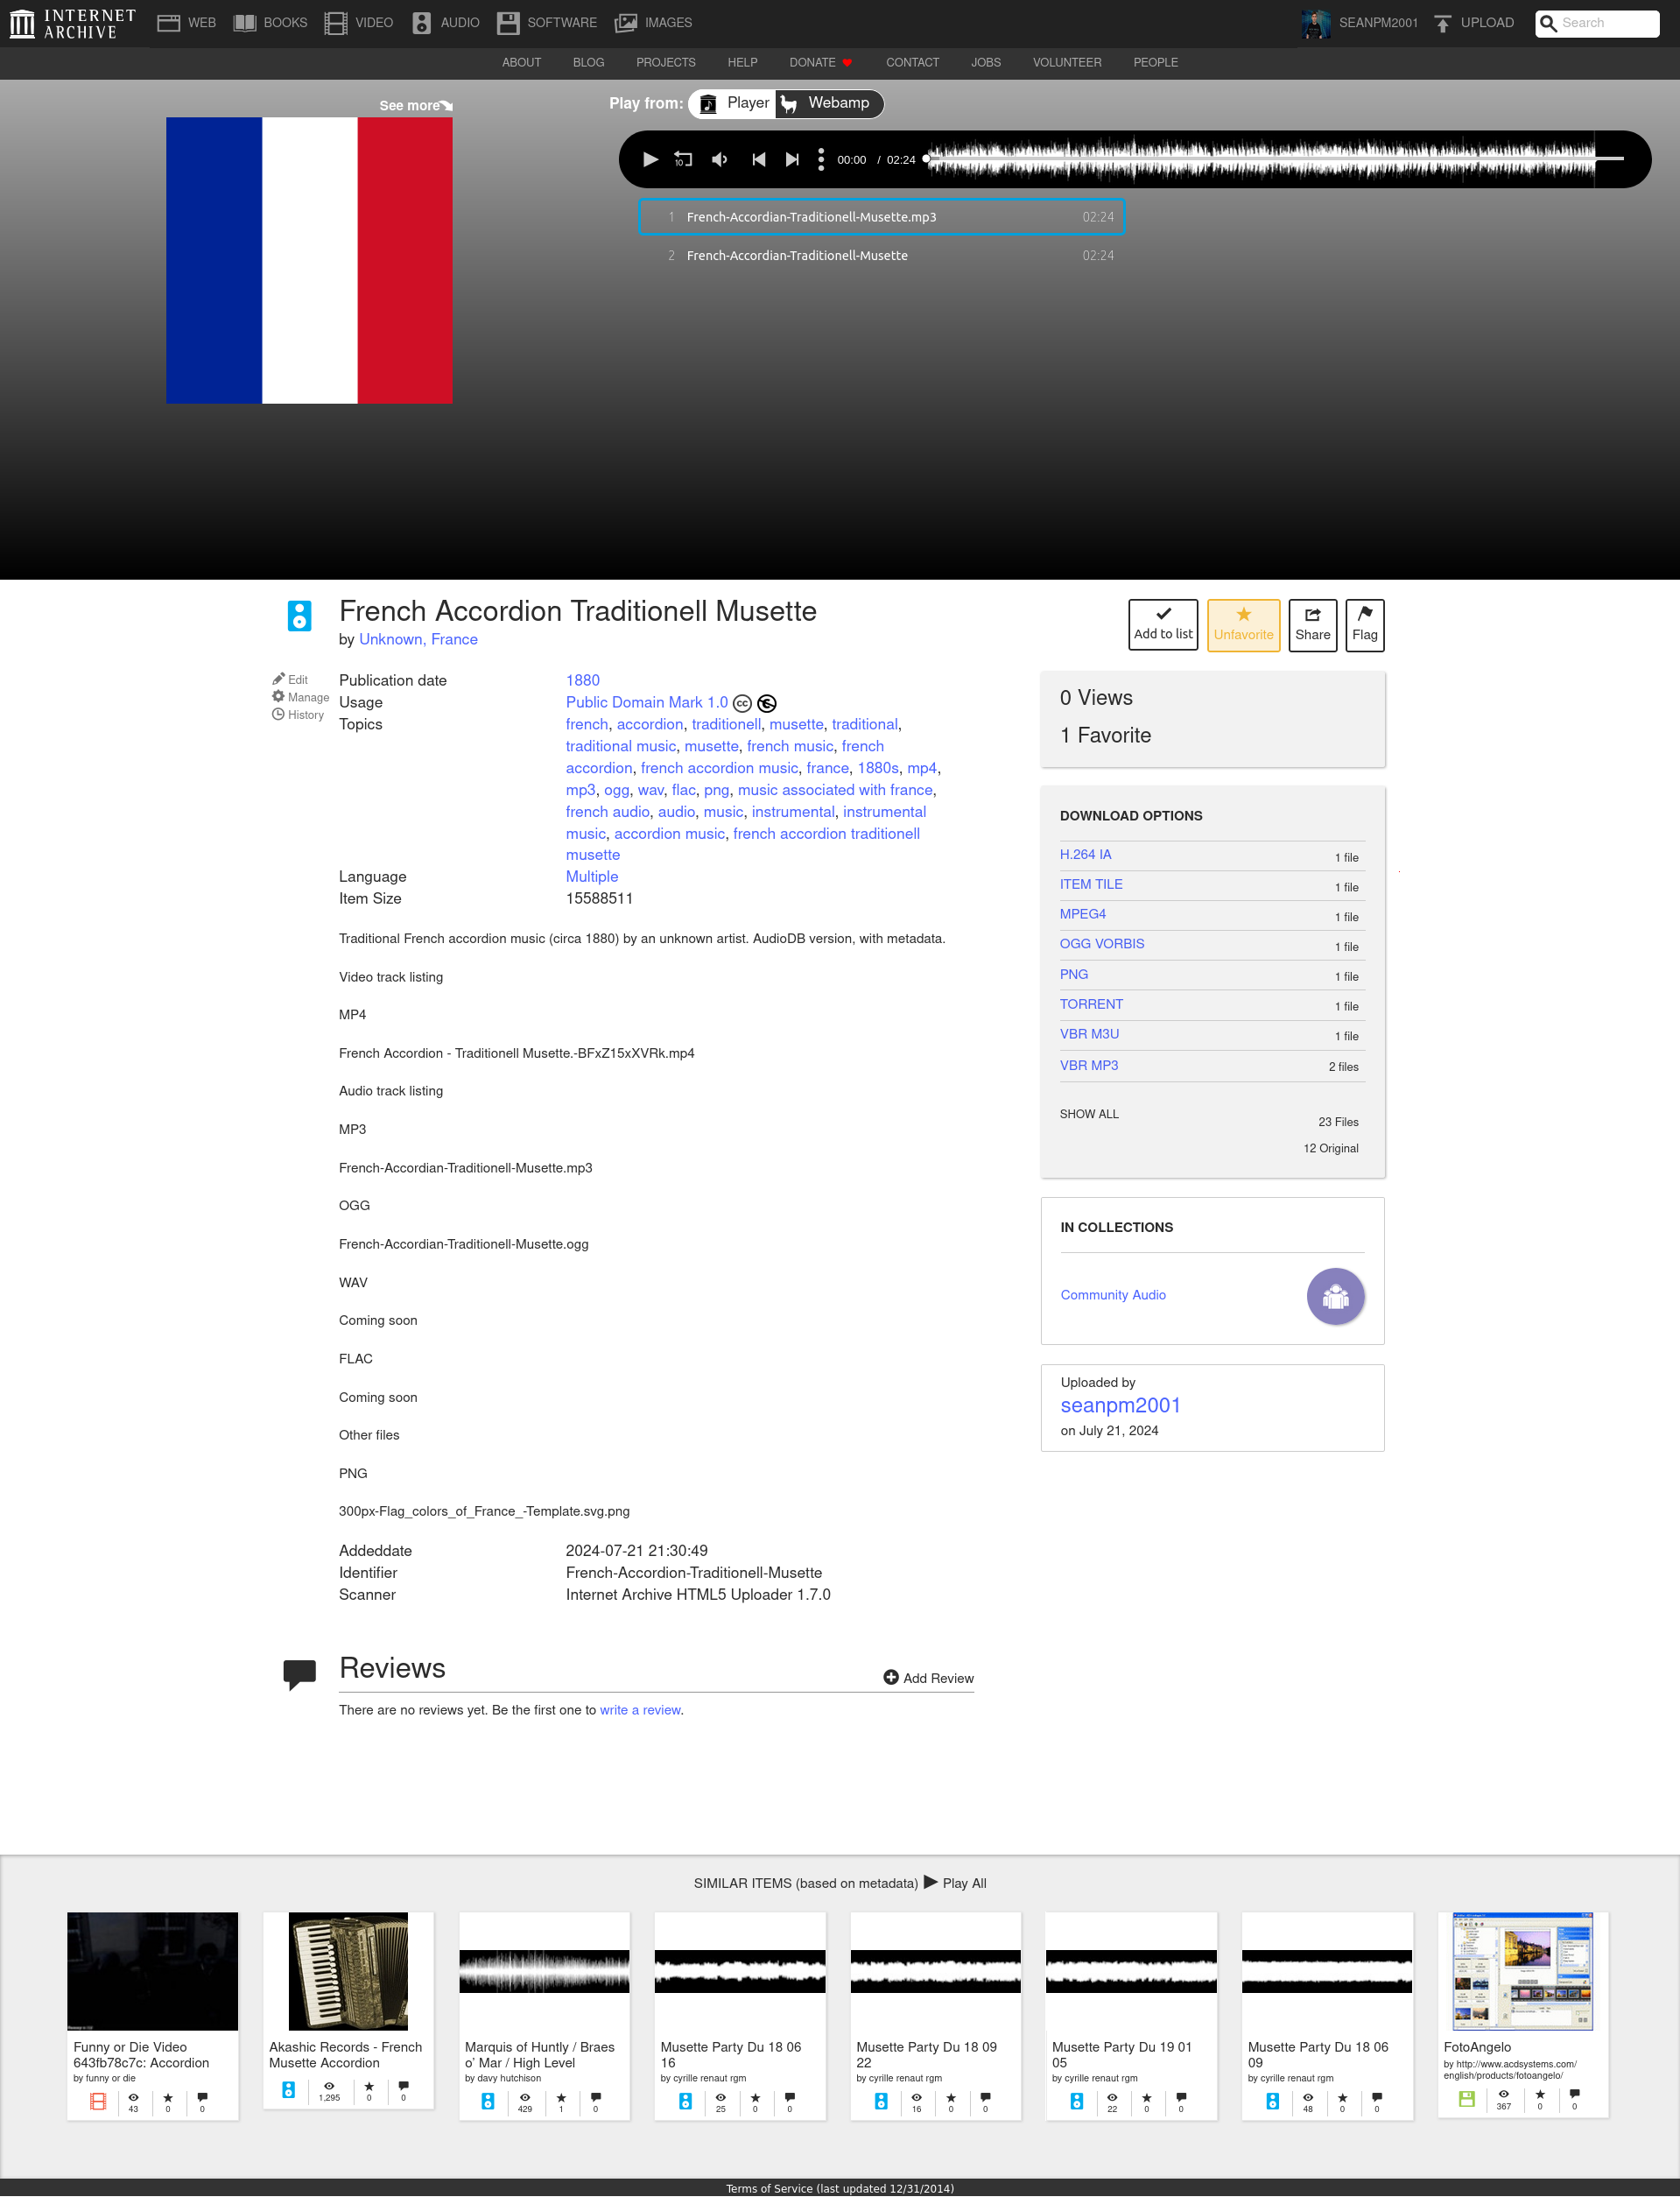 INTERNET ARCHIVE
WEB BOOKS VIDEO AUDIO SOFTWARE IMAGES SEANPM2001 UPLOAD Search
ABOUT BLOG PROJECTS HELP DONATE CONTACT JOBS VOLUNTEER PEOPLE
See more
Play from: Player Webamp
10 00:00 / 02:24
1 French-Accordian-Traditionell-Musette.mp3 02:24
2 French-Accordian-Traditionell-Musette 02:24
French Accordion Traditionell Musette
by Unknown, France
Add to list Unfavorite Share Flag
Edit
Manage
History
Publication date 1880
Usage Public Domain Mark 1.0 cc
Topics french, accordion, traditionell, musette, traditional,
traditional music, musette, french music, french
accordion, french accordion music, france, 1880s, mp4,
mp3, ogg, wav, flac, png, music associated with france,
french audio, audio, music, instrumental, instrumental
music, accordion music, french accordion traditionell
musette
Language Multiple
Item Size 15588511
Traditional French accordion music (circa 1880) by an unknown artist. AudioDB version, with metadata.
Video track listing
MP4
French Accordion - Traditionell Musette.-BFxZ15xXVRk.mp4
Audio track listing
MP3
French-Accordian-Traditionell-Musette.mp3
OGG
French-Accordian-Traditionell-Musette.ogg
WAV
Coming soon
FLAC
Coming soon
Other files
PNG
300px-Flag_colors_of_France_-Template.svg.png
Addeddate 2024-07-21 21:30:49
Identifier French-Accordion-Traditionell-Musette
Scanner Internet Archive HTML5 Uploader 1.7.0
0 Views
1 Favorite
DOWNLOAD OPTIONS
H.264 IA 1 file
ITEM TILE 1 file
MPEG4 1 file
OGG VORBIS 1 file
PNG 1 file
TORRENT 1 file
VBR M3U 1 file
VBR MP3 2 files
SHOW ALL 23 Files
12 Original
IN COLLECTIONS
Community Audio
Uploaded by
seanpm2001
on July 21, 2024
Reviews
Add Review
There are no reviews yet. Be the first one to write a review.
SIMILAR ITEMS (based on metadata) Play All
Funny or Die Video
643fb78c7c: Accordion
by funny or die
43 0 0
Akashic Records - French
Musette Accordion
1,295 0 0
Marquis of Huntly / Braes
o' Mar / High Level
by davy hutchison
429 1 0
Musette Party Du 18 06
16
by cyrille renaut rgm
25 0 0
Musette Party Du 18 09
22
by cyrille renaut rgm
16 0 0
Musette Party Du 19 01
05
by cyrille renaut rgm
22 0 0
Musette Party Du 18 06
09
by cyrille renaut rgm
48 0 0
FotoAngelo
by http://www.acdsystems.com/
english/products/fotoangelo/
367 0 0
Terms of Service (last updated 12/31/2014)